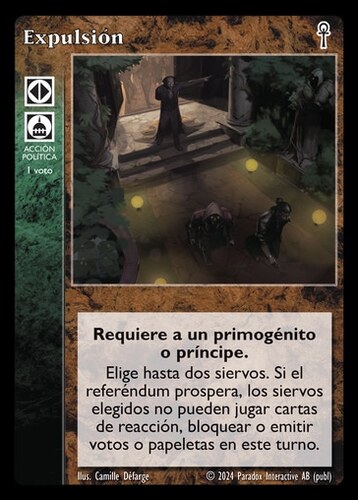 Expulsión
ACCIÓN
POLÍTICA
1 voto
Requiere a un primogénito
o príncipe.
Elige hasta dos siervos. Si el
referéndum prospera, los siervos
elegidos no pueden jugar cartas
de reacción, bloquear o emitir
votos o papeletas en este turno.
Ilus. Camille Défarge © 2024 Paradox Interactive AB (publ)